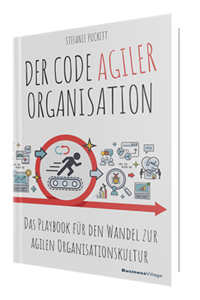 STEFANIE PUCKETT
DER CODE AGILER
ORGANISATION
DAS PLAYBOOK FÜR DEN WANDEL ZUR
AGILEN ORGANISATIONSKULTUR
BusinessVillage